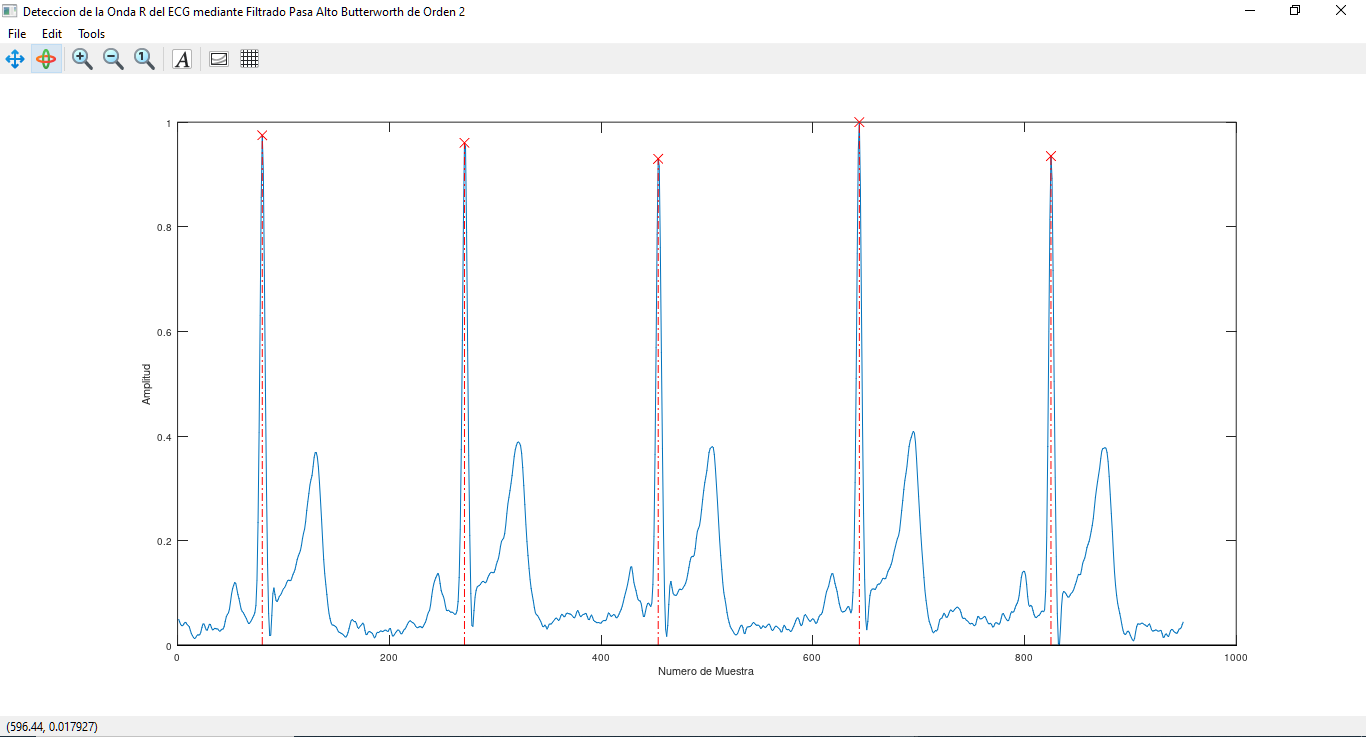 Deteccion de la Onda R del ECG mediante Filtrado Pasa Alto Butterworth de Orden 2
File Edit Tools
1 A
1
0.8
0.6
0.4
0.2
0
Amplitud
0 200 400 600 800 1000
Numero de Muestra
(596.44, 0.017927)